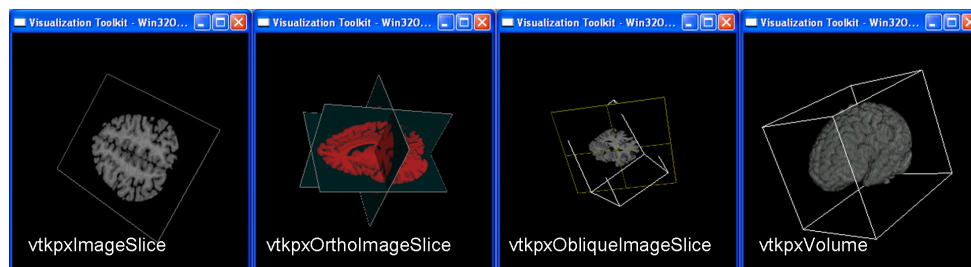 Visualization Toolkit - Win32O...
Visualization Toolkit - Win32O...
Visualization Toolkit - Win32O...
Visualization Toolkit - Win32O...
vtkpxImageSlice
vtkpxOrthoImageSlice
vtkpxObliqueImageSlice
vtkpxVolume